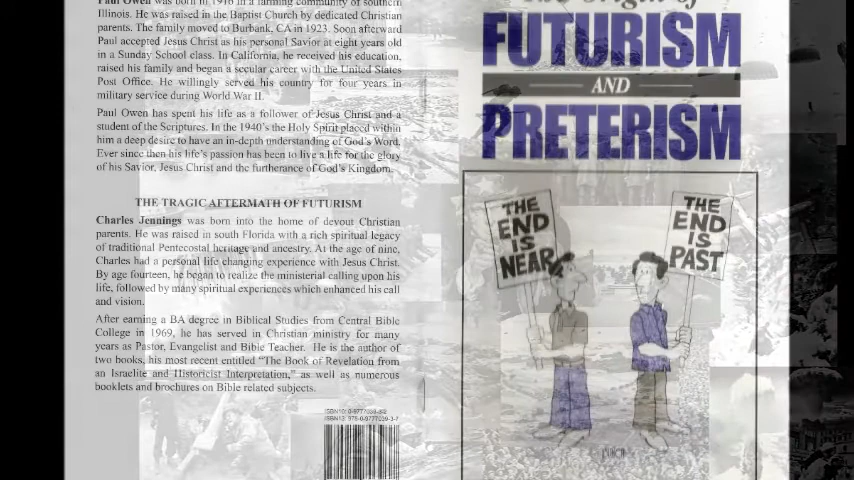 Paul Owen was born in 1916 in a farming community of southern
Illinois. He was raised in the Baptist Church by dedicated Christian
parents. The family moved to Burbank, CA in 1923. Soon afterward
Paul accepted Jesus Christ as his personal Savior at eight years old
in a Sunday School class. In California, he received his education,
raised his family and began a secular career with the United States
Post Office. He willingly served his country for four years in
military service during World War II.
Paul Owen has spent his life as a follower of Jesus Christ and a
student of the Scriptures. In the 1940's the Holy Spirit placed within
him a deep desire to have an in-depth understanding of God's Word.
Ever since then his life's passion has been to live a life for the glory
of his Savior, Jesus Christ and the furtherance of God's Kingdom.
THE TRAGIC AFTERMATH OF FUTURISM
Charles Jennings was born into the home of devout Christian
parents. He was raised in south Florida with a rich spiritual legacy
of traditional Pentecostal heritage and ancestry. At the age of nine,
Charles had a personal life changing experience with Jesus Christ.
By age fourteen, he began to realize the ministerial calling upon his
life, followed by many spiritual experiences which enhanced his call
and vision.
After earning a BA degree in Biblical Studies from Central Bible
College in 1969, he has served in Christian ministry for many
years as Pastor, Evangelist and Bible Teacher. He is the author of
two books, his most recent entitled "The Book of Revelation from
an Israelite and Historicist Interpretation," as well as numerous
booklets and brochures on Bible related subjects.
The Origin of
FUTURISM
AND
PRETERISM
THE
END
IS
NEAR
THE
END
IS
PAST